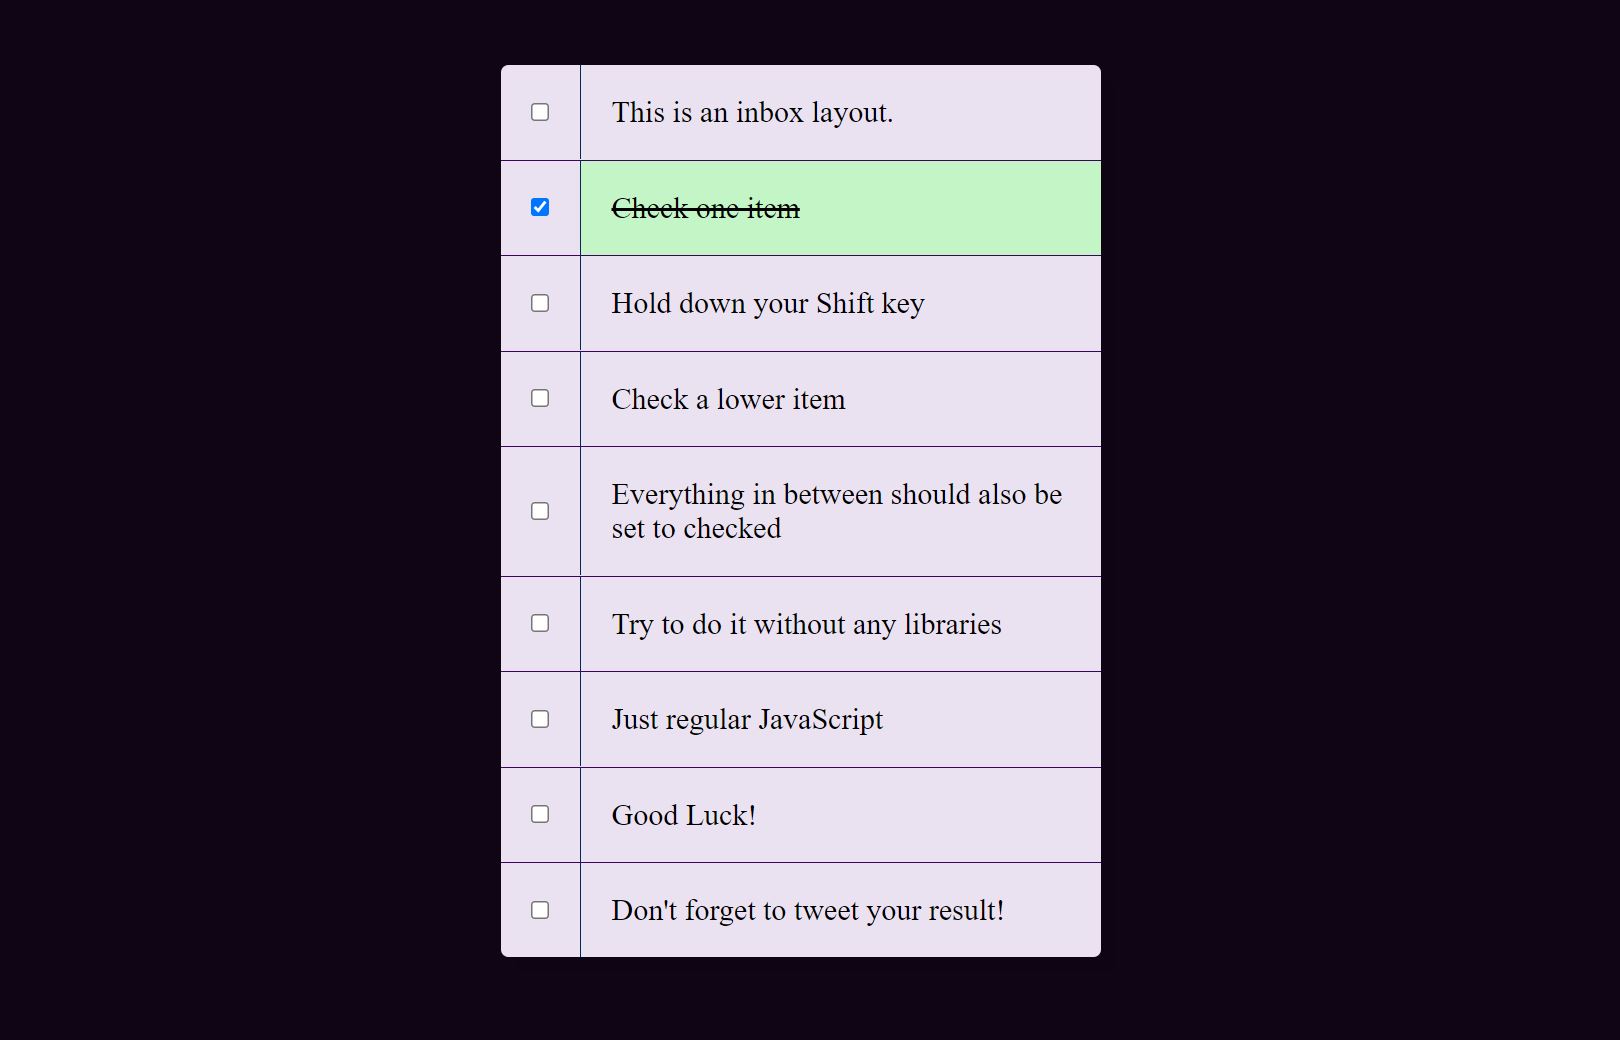 This is an inbox layout.
Check one item
Hold down your Shift key
Check a lower item
Everything in between should also be
set to checked
Try to do it without any libraries
Just regular JavaScript
Good Luck!
Don't forget to tweet your result!